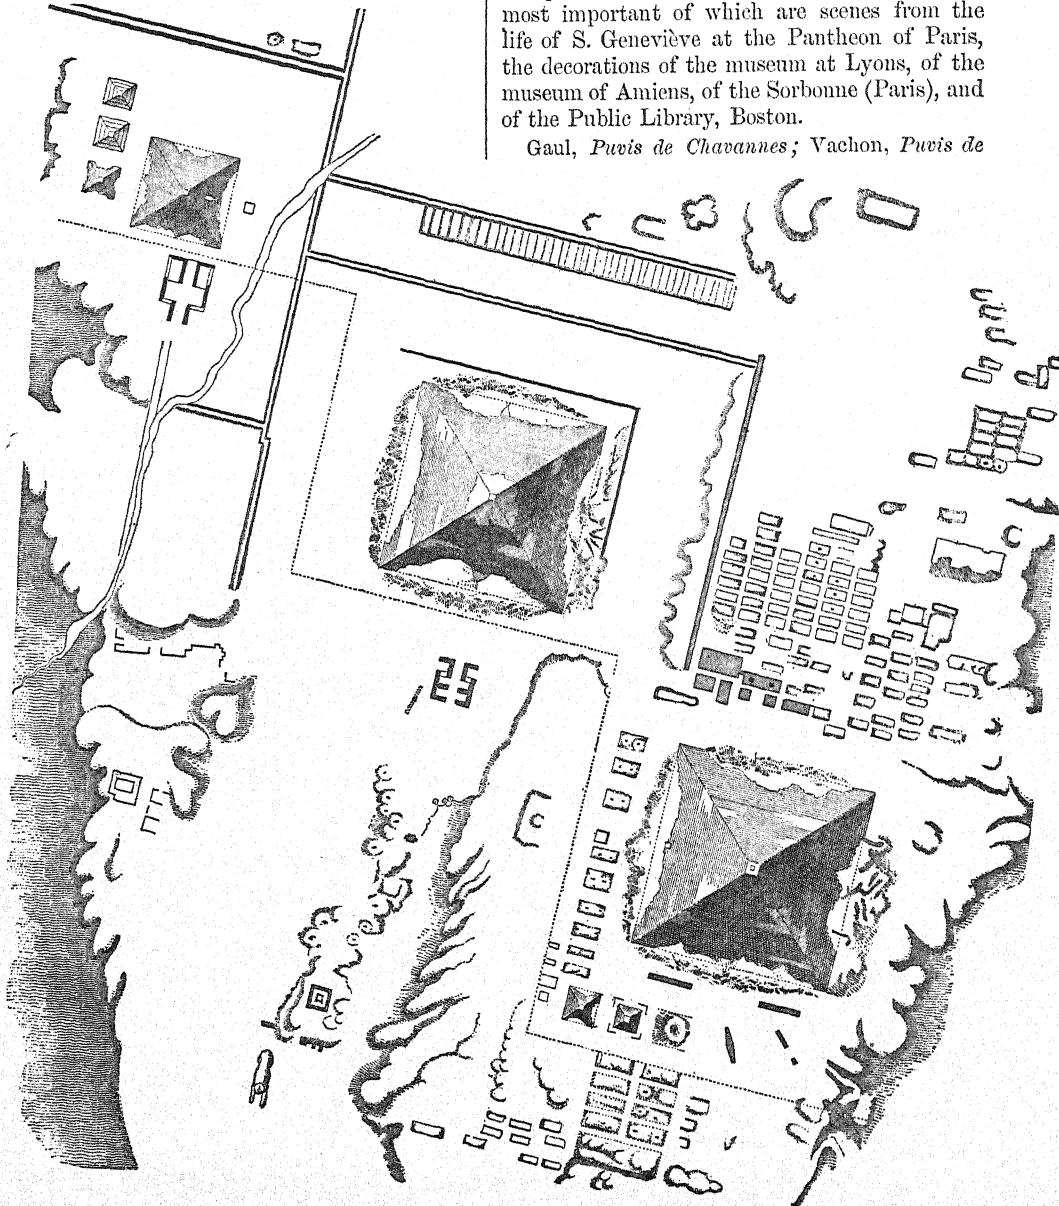 most important of which are scenes from the
life of S. Geneviève at the Pantheon of Paris,
the decorations of the museum at Lyons, of the
museum of Amiens, of the Sorbonne (Paris), and
of the Public Library, Boston.
Gaul, Puvis de Chavannes; Vachon, Puvis de